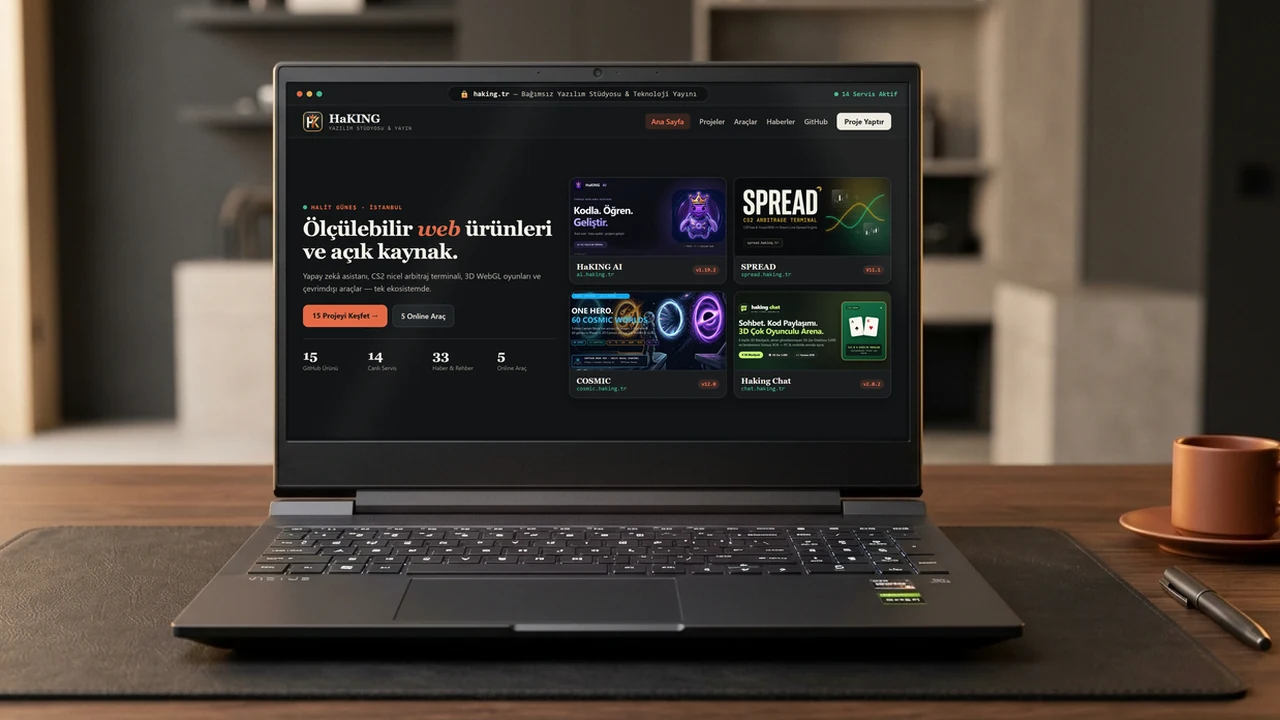 haking.tr — Bağımsız Yazılım Stüdyosu & Teknoloji Yayını
14 Servis Aktif
HaKING
YAZILIM STÜDYOSU & YAYIN
Ana Sayfa
Projeler
Araçlar
Haberler
GitHub
Proje Yaptır
HALİT GÜNEŞ · İSTANBUL
Ölçülebilir web ürünleri
ve açık kaynak.
Yapay zekâ asistanı, CS2 nicel arbitraj terminali, 3D WebGL oyunları ve
çevrimdışı araçlar — tek ekosistemde.
15 Projeyi Keşfet →
5 Online Araç
15
GitHub Ürünü
14
Canlı Servis
33
Haber & Rehber
5
Online Araç
HaKING AI
Kodla. Öğren.
Geliştir.
HaKING AI
ai.haking.tr
v1.19.2
SPREAD
CS2 ARBITRAGE TERMINAL
spread.haking.tr
SPREAD
spread.haking.tr
V11.1
ONE HERO.
60 COSMIC WORLDS.
COSMIC
cosmic.haking.tr
v12.0
haking chat
Sohbet. Kod Paylaşımı.
3D Çok Oyunculu Arena.
Haking Chat
chat.haking.tr
v2.0.2